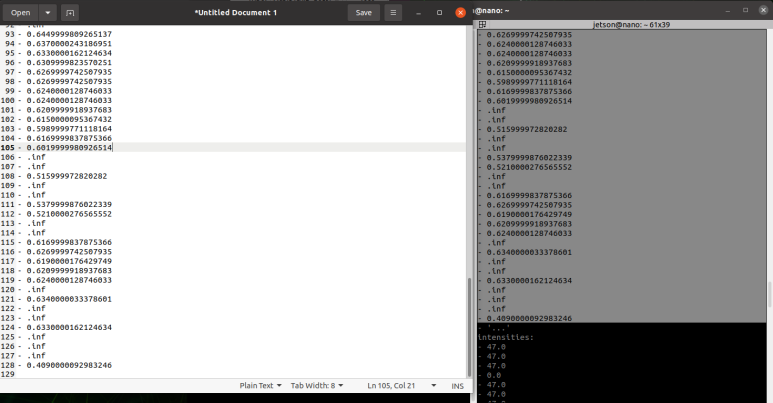 Open
*Untitled Document 1
Save
92 - .inf
93 - 0.6449999809265137
94 - 0.6370000243186951
95 - 0.6330000162124634
96 - 0.6309999823570251
97 - 0.6269999742507935
98 - 0.6269999742507935
99 - 0.6240000128746033
100 - 0.6240000128746033
101 - 0.6209999918937683
102 - 0.6150000095367432
103 - 0.5989999771118164
104 - 0.6169999837875366
105 - 0.6019999980926514
106 - .inf
107 - .inf
108 - 0.515999972820282
109 - .inf
110 - .inf
111 - 0.5379999876022339
112 - 0.5210000276565552
113 - .inf
114 - .inf
115 - 0.6169999837875366
116 - 0.6269999742507935
117 - 0.6190000176429749
118 - 0.6209999918937683
119 - 0.6240000128746033
120 - .inf
121 - 0.6340000033378601
122 - .inf
123 - .inf
124 - 0.6330000162124634
125 - .inf
126 - .inf
127 - .inf
128 - 0.4090000092983246
129
Plain Text Tab Width: 8 Ln 105, Col 21 INS
@nano: ~
jetson@nano: ~ 61x39
- 0.6269999742507935
- 0.6240000128746033
- 0.6240000128746033
- 0.6209999918937683
- 0.6150000095367432
- 0.5989999771118164
- 0.6169999837875366
- 0.6019999980926514
- .inf
- .inf
- 0.515999972820282
- .inf
- .inf
- 0.5379999876022339
- 0.5210000276565552
- .inf
- .inf
- 0.6169999837875366
- 0.6269999742507935
- 0.6190000176429749
- 0.6209999918937683
- 0.6240000128746033
- .inf
- 0.6340000033378601
- .inf
- .inf
- 0.6330000162124634
- .inf
- .inf
- .inf
- 0.4090000092983246
- '...'
intensities:
- 47.0
- 47.0
- 47.0
- 0.0
- 47.0
- 47.0
- 47.0